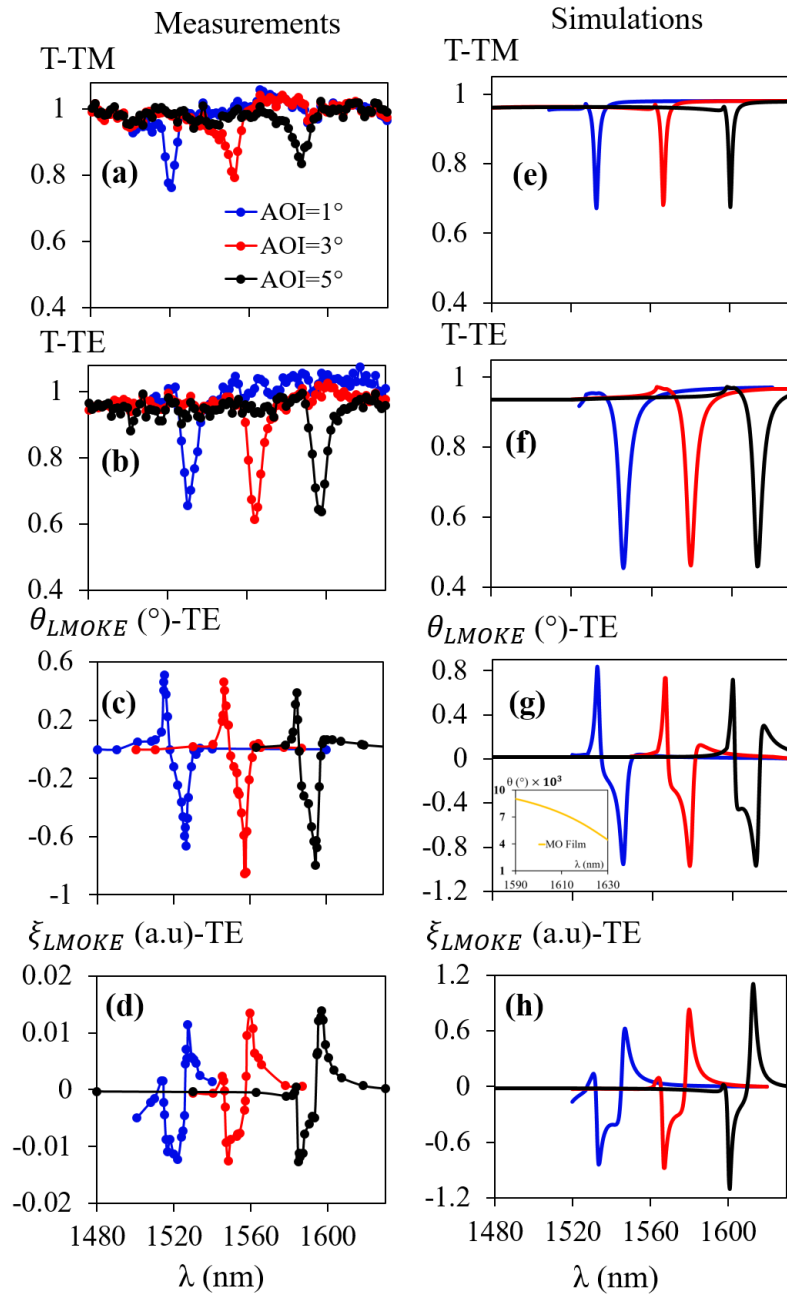 Measurements
Simulations
T-TM
1
0.8
0.6
0.4
(a)
AOI=1°
AOI=3°
AOI=5°
1
0.8
0.6
0.4
(e)
T-TE
1
0.8
0.6
0.4
(b)
T-TE
1
0.8
0.6
0.4
(f)
θLMOKE (°)-TE
0.6
0.2
-0.2
-0.6
-1
(c)
θLMOKE (°)-TE
0.8
0.4
0
-0.4
-0.8
-1.2
(g)
θ (°) × 10³
10
7
4
1
MO Film
λ (nm)
1590 1610 1630
ξLMOKE (a.u)-TE
0.02
0.01
0
-0.01
-0.02
(d)
1480 1520 1560 1600
λ (nm)
ξLMOKE (a.u)-TE
1.2
0.6
0
-0.6
-1.2
(h)
1480 1520 1560 1600
λ (nm)